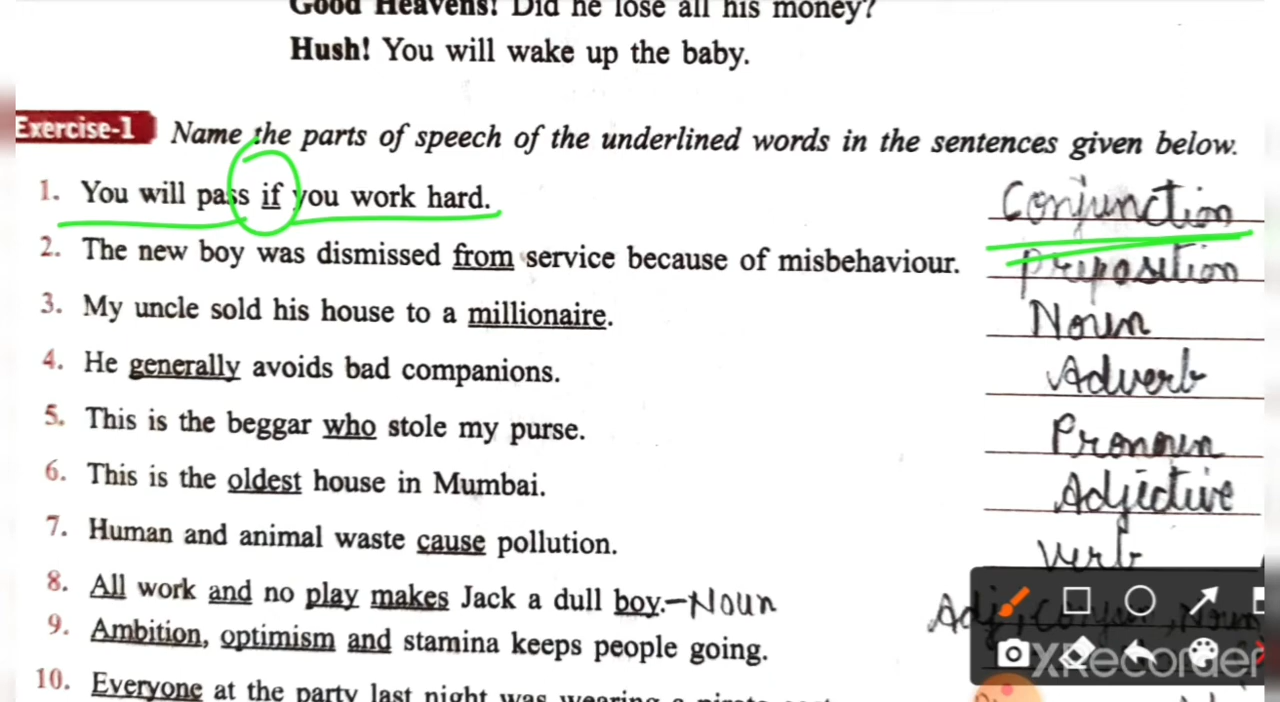 Good Heavens! Did he lose all his money?
Hush! You will wake up the baby.
Exercise-1 Name the parts of speech of the underlined words in the sentences given below.
1. You will pass if you work hard. Conjunction
2. The new boy was dismissed from service because of misbehaviour. Preposition
3. My uncle sold his house to a millionaire. Noun
4. He generally avoids bad companions. Adverb
5. This is the beggar who stole my purse. Pronoun
6. This is the oldest house in Mumbai. Adjective
7. Human and animal waste cause pollution. Verb
8. All work and no play makes Jack a dull boy.-Noun Adj, Noun
9. Ambition, optimism and stamina keeps people going.
XRecorder
10. Everyone at the party last night was wearing a pirate